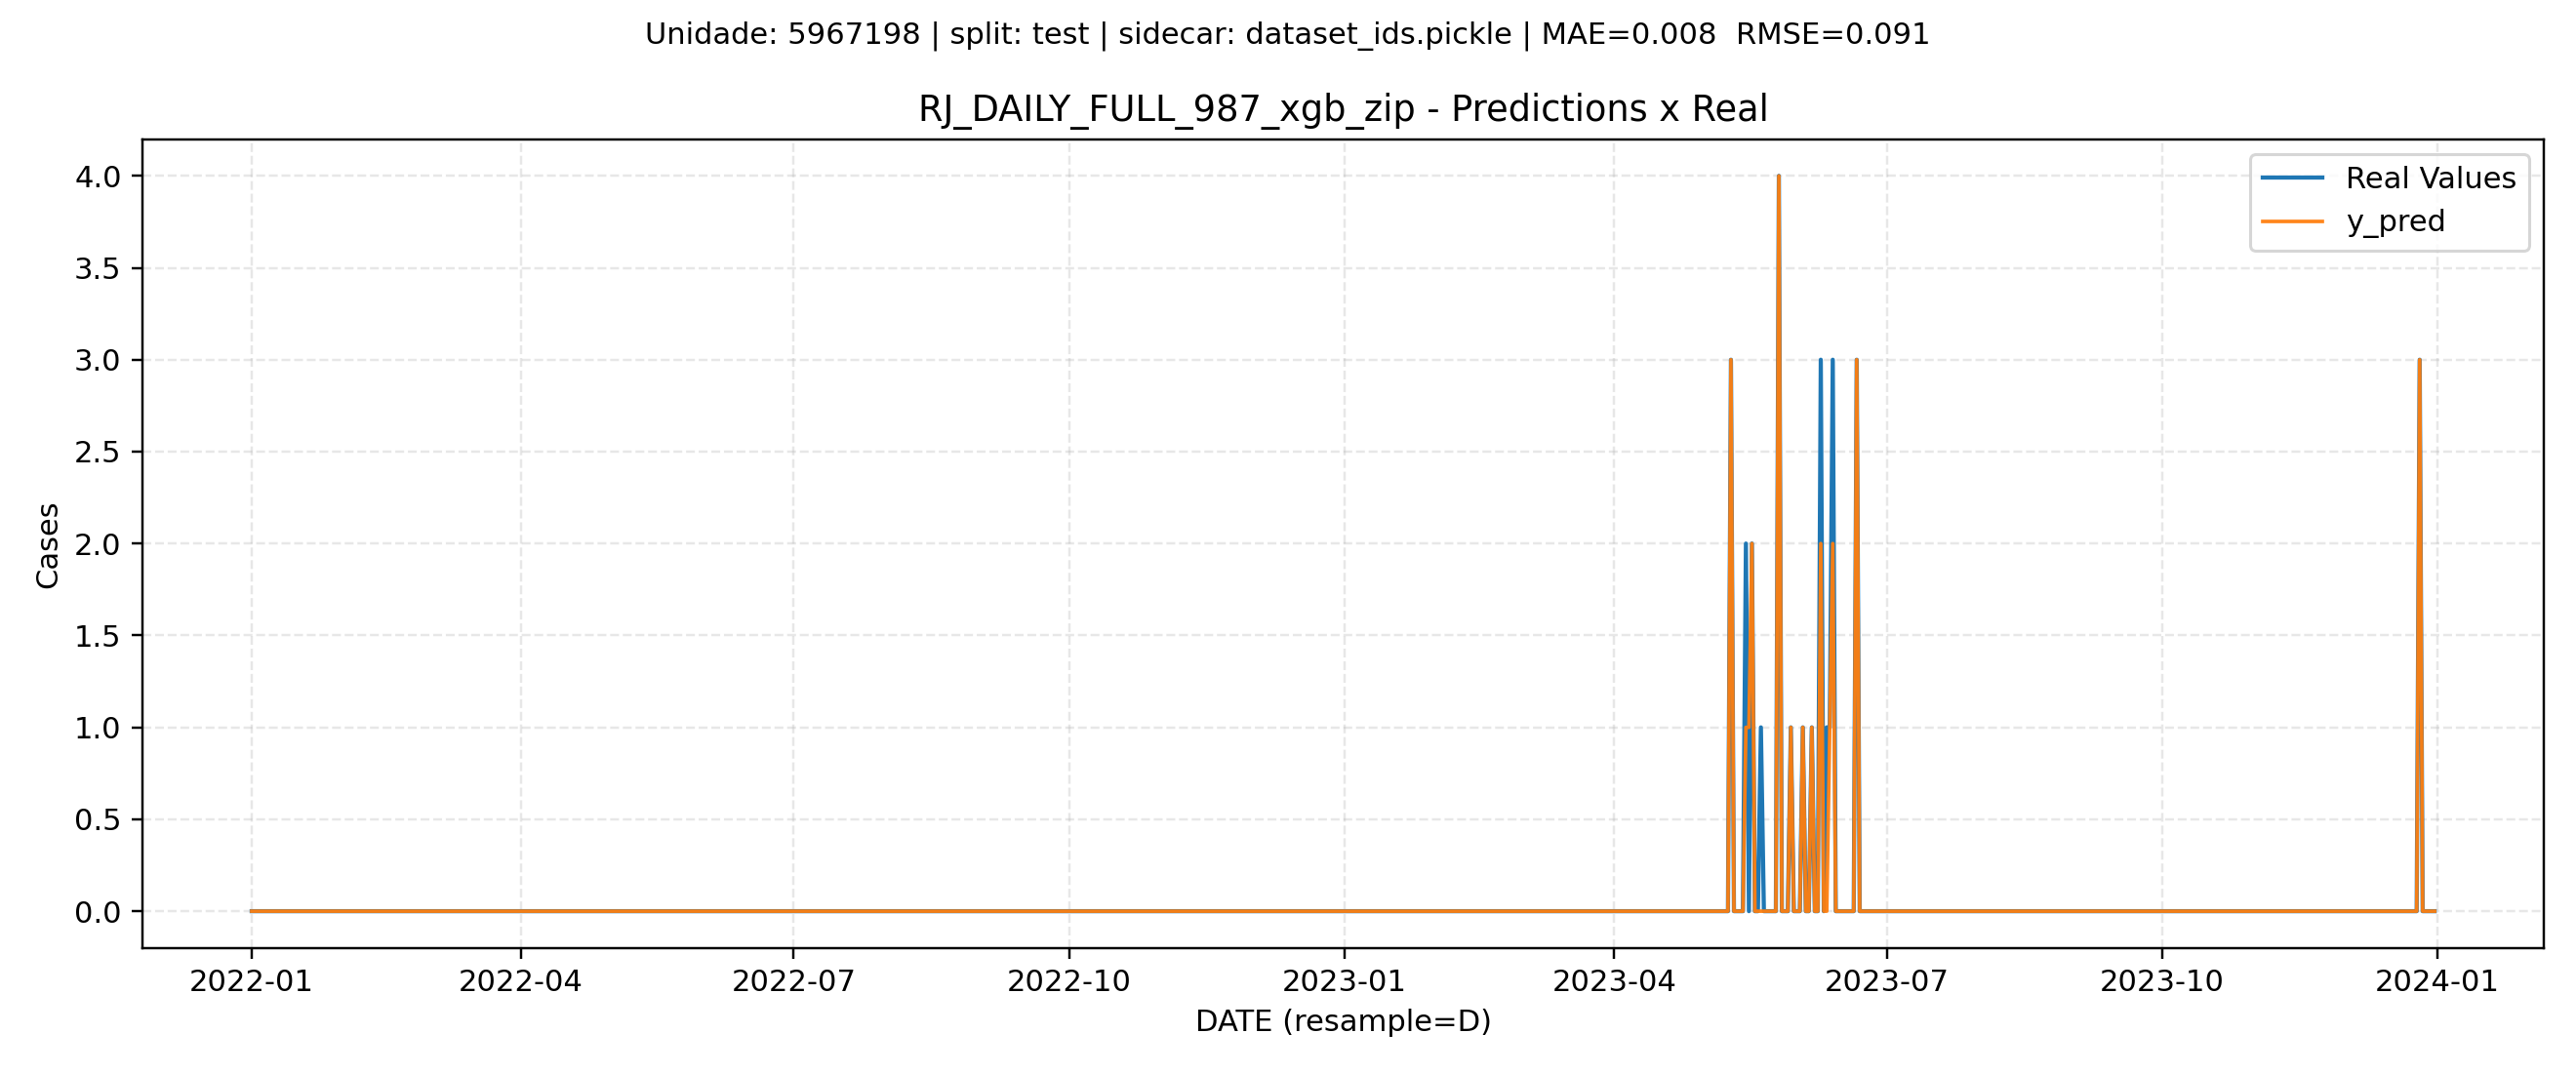 Unidade: 5967198 | split: test | sidecar: dataset_ids.pickle | MAE=0.008  RMSE=0.091
RJ_DAILY_FULL_987_xgb_zip - Predictions x Real
Real Values
y_pred
4.0
3.5
3.0
2.5
2.0
1.5
1.0
0.5
0.0
Cases
2022-01 2022-04 2022-07 2022-10 2023-01 2023-04 2023-07 2023-10 2024-01
DATE (resample=D)